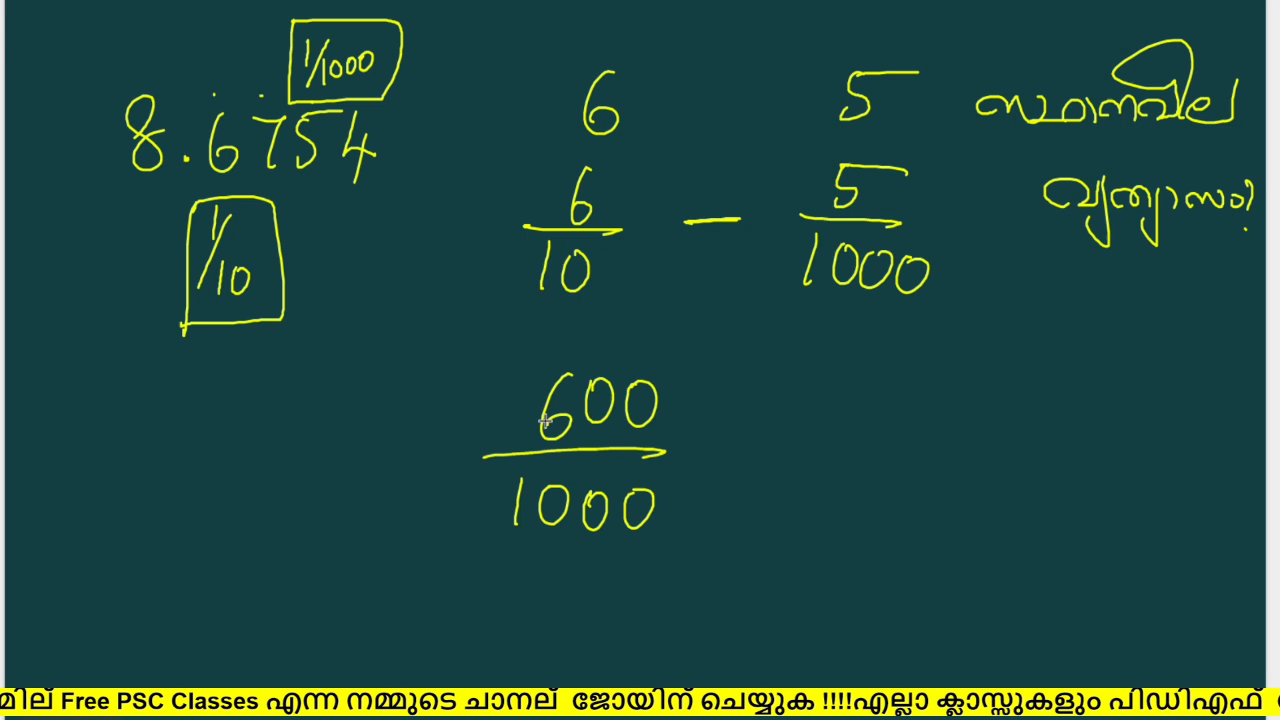 1/1000
8.6754
6 5 സ്ഥാനവില
6/10 − 5/1000 വ്യത്യാസം
1/10
600/1000
Free PSC Classes എന്ന നമ്മുടെ ചാനല് ജോയിന് ചെയ്യുക !!!!എല്ലാ ക്ലാസ്സുകളും പിഡിഎഫ്